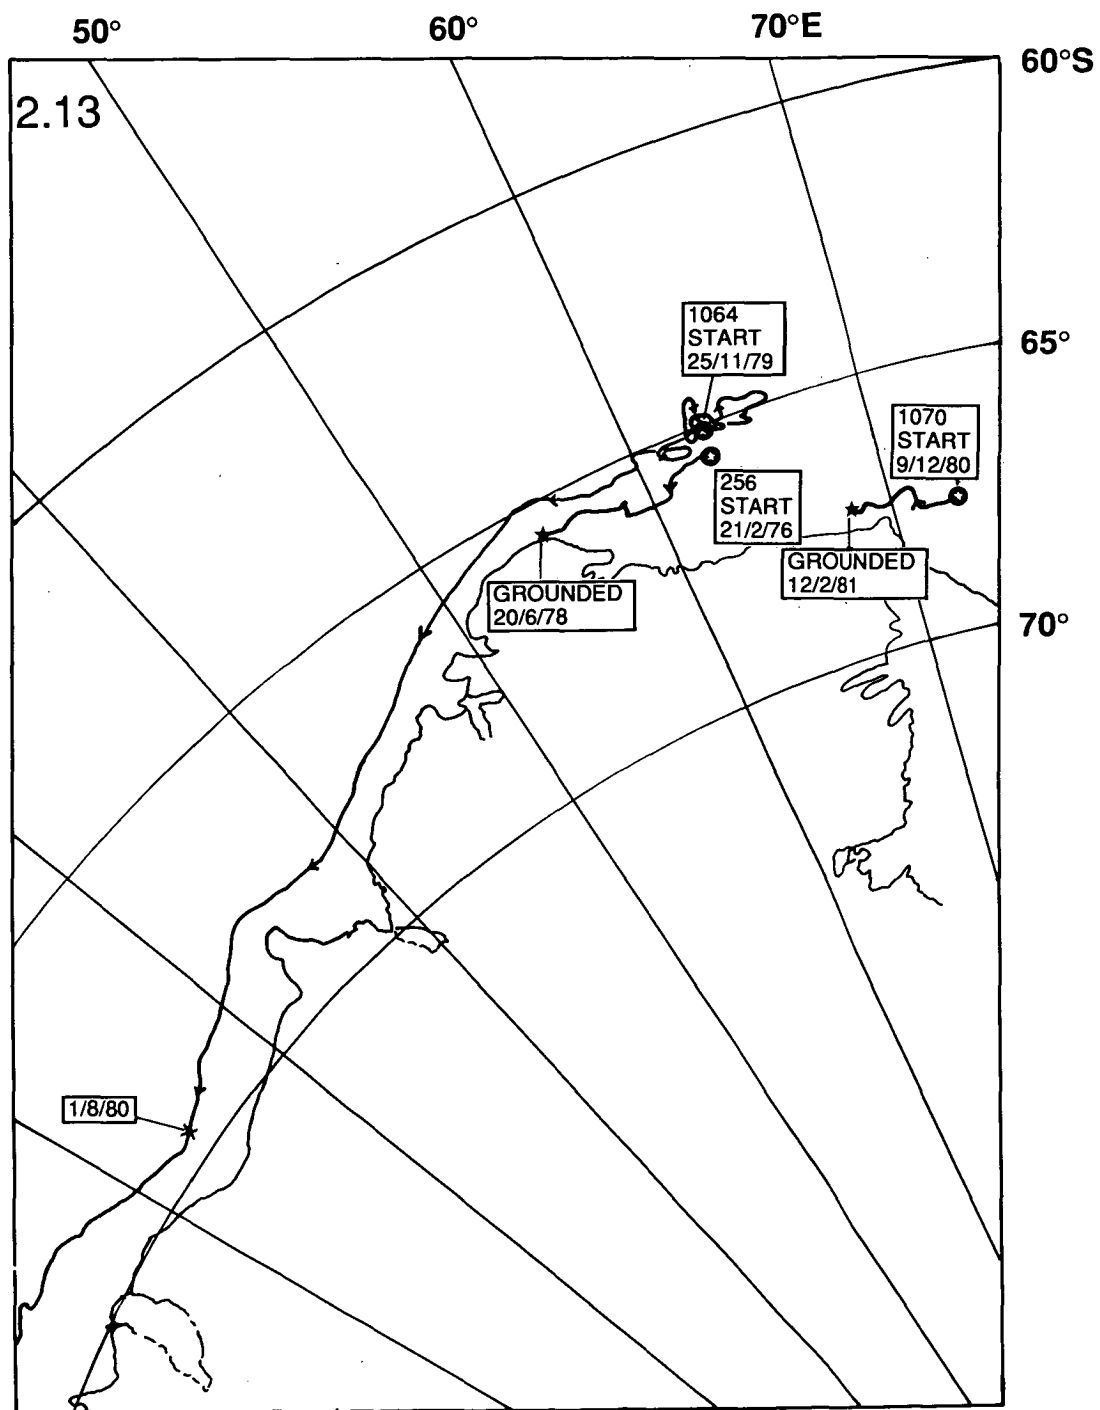 50°
60°
70°E
60°S
2.13
1064
START
25/11/79
65°
1070
START
9/12/80
256
START
21/2/76
GROUNDED
12/2/81
GROUNDED
20/6/78
70°
1/8/80